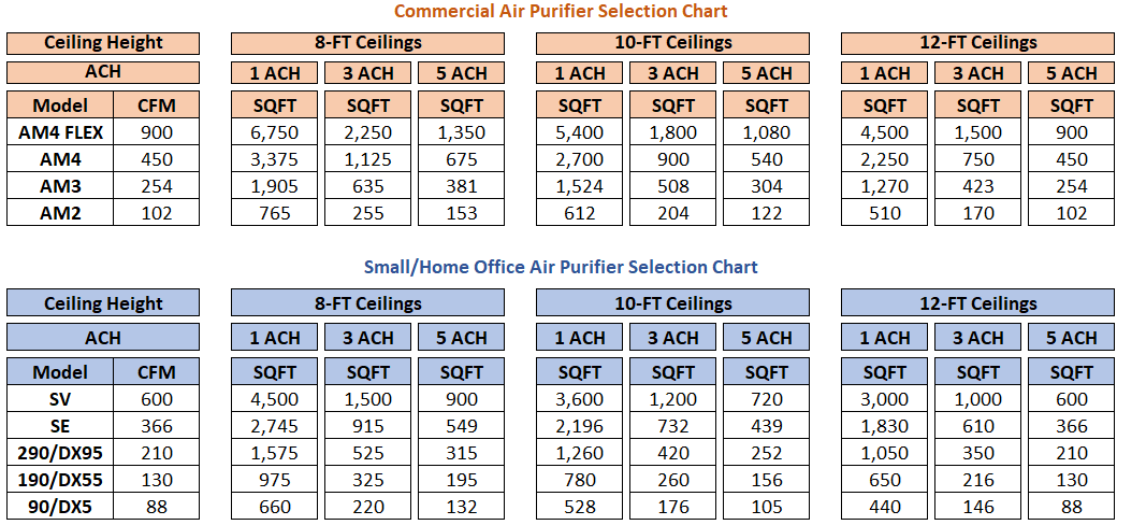 Commercial Air Purifier Selection Chart
Ceiling Height 8-FT Ceilings 10-FT Ceilings 12-FT Ceilings
ACH 1 ACH 3 ACH 5 ACH 1 ACH 3 ACH 5 ACH 1 ACH 3 ACH 5 ACH
Model CFM SQFT SQFT SQFT SQFT SQFT SQFT SQFT SQFT SQFT
AM4 FLEX 900 6,750 2,250 1,350 5,400 1,800 1,080 4,500 1,500 900
AM4 450 3,375 1,125 675 2,700 900 540 2,250 750 450
AM3 254 1,905 635 381 1,524 508 304 1,270 423 254
AM2 102 765 255 153 612 204 122 510 170 102
Small/Home Office Air Purifier Selection Chart
Ceiling Height 8-FT Ceilings 10-FT Ceilings 12-FT Ceilings
ACH 1 ACH 3 ACH 5 ACH 1 ACH 3 ACH 5 ACH 1 ACH 3 ACH 5 ACH
Model CFM SQFT SQFT SQFT SQFT SQFT SQFT SQFT SQFT SQFT
SV 600 4,500 1,500 900 3,600 1,200 720 3,000 1,000 600
SE 366 2,745 915 549 2,196 732 439 1,830 610 366
290/DX95 210 1,575 525 315 1,260 420 252 1,050 350 210
190/DX55 130 975 325 195 780 260 156 650 216 130
90/DX5 88 660 220 132 528 176 105 440 146 88